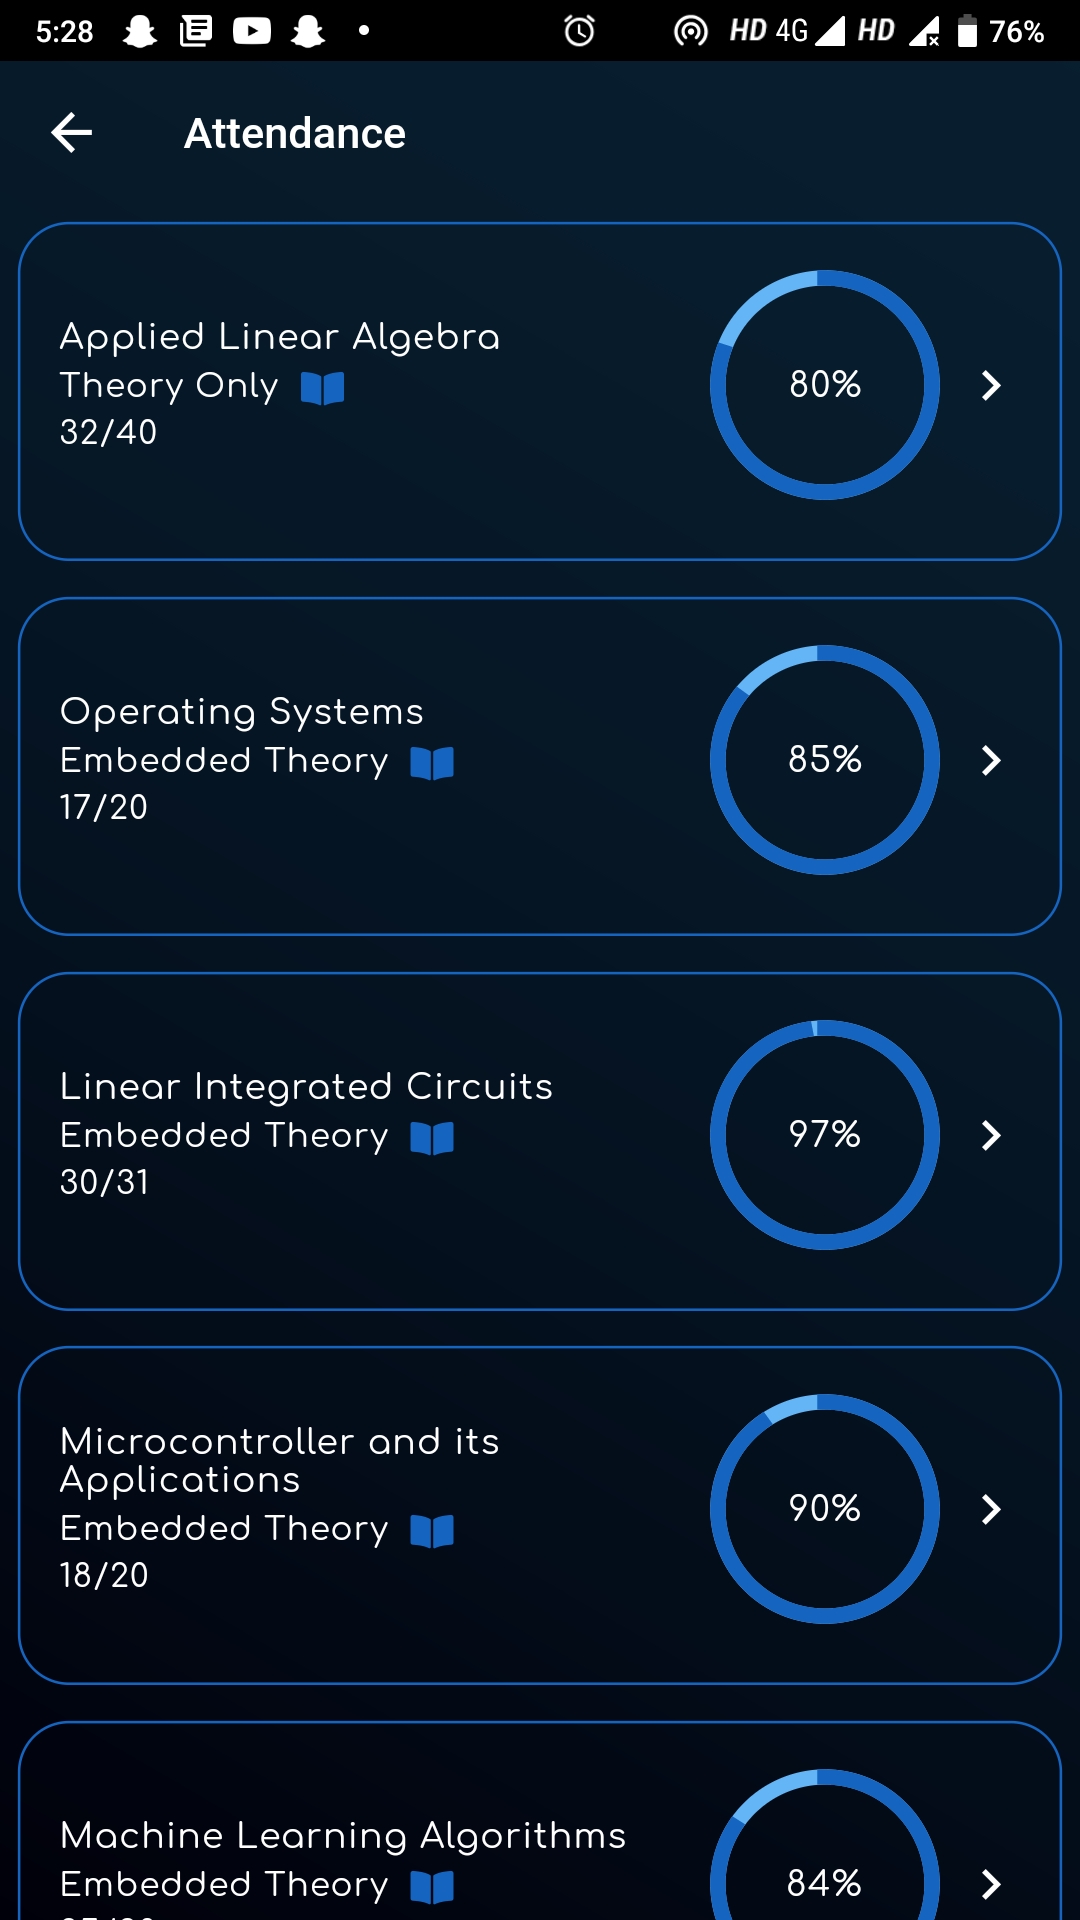 5:28 HD 4G HD 76%
Attendance
Applied Linear Algebra
Theory Only
32/40
80%
Operating Systems
Embedded Theory
17/20
85%
Linear Integrated Circuits
Embedded Theory
30/31
97%
Microcontroller and its
Applications
Embedded Theory
18/20
90%
Machine Learning Algorithms
Embedded Theory
84%